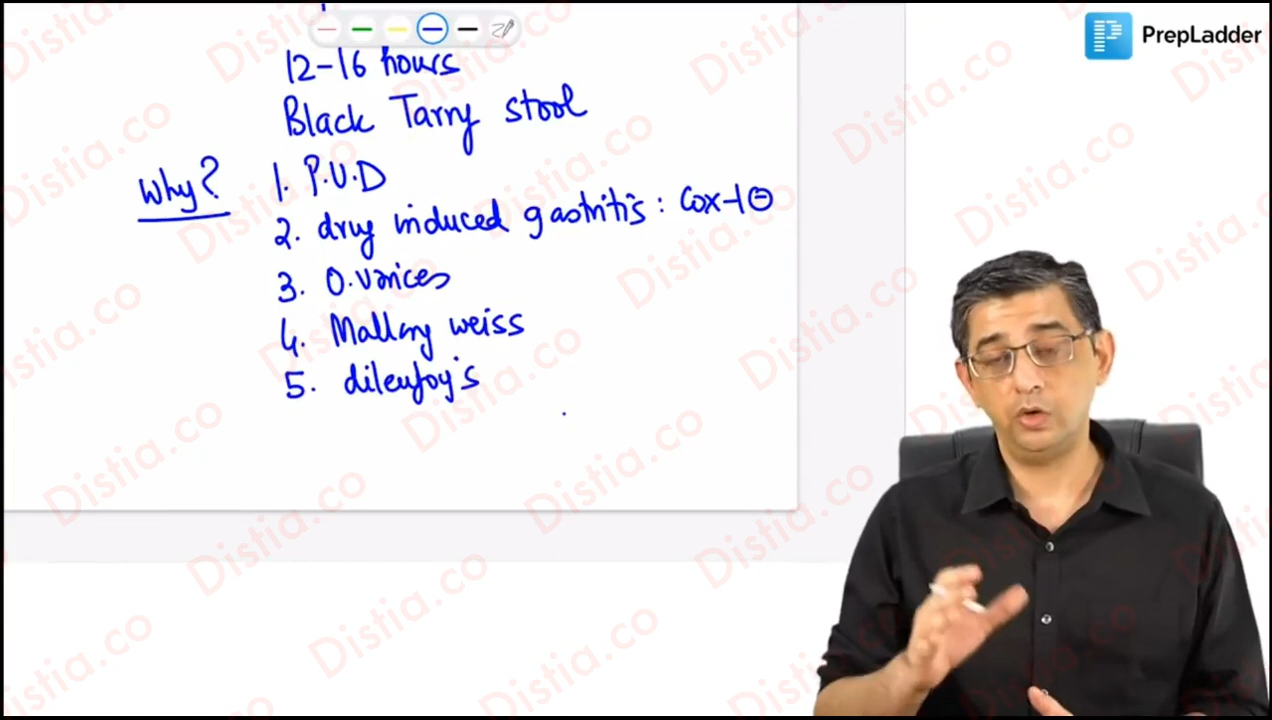 PrepLadder
12-16 hours
Black Tarry stool
Why? 1. P.U.D
2. drug induced gastritis : Cox-1 ⊖
3. O.varices
4. Mallory weiss
5. dileufoy's
Distia.co